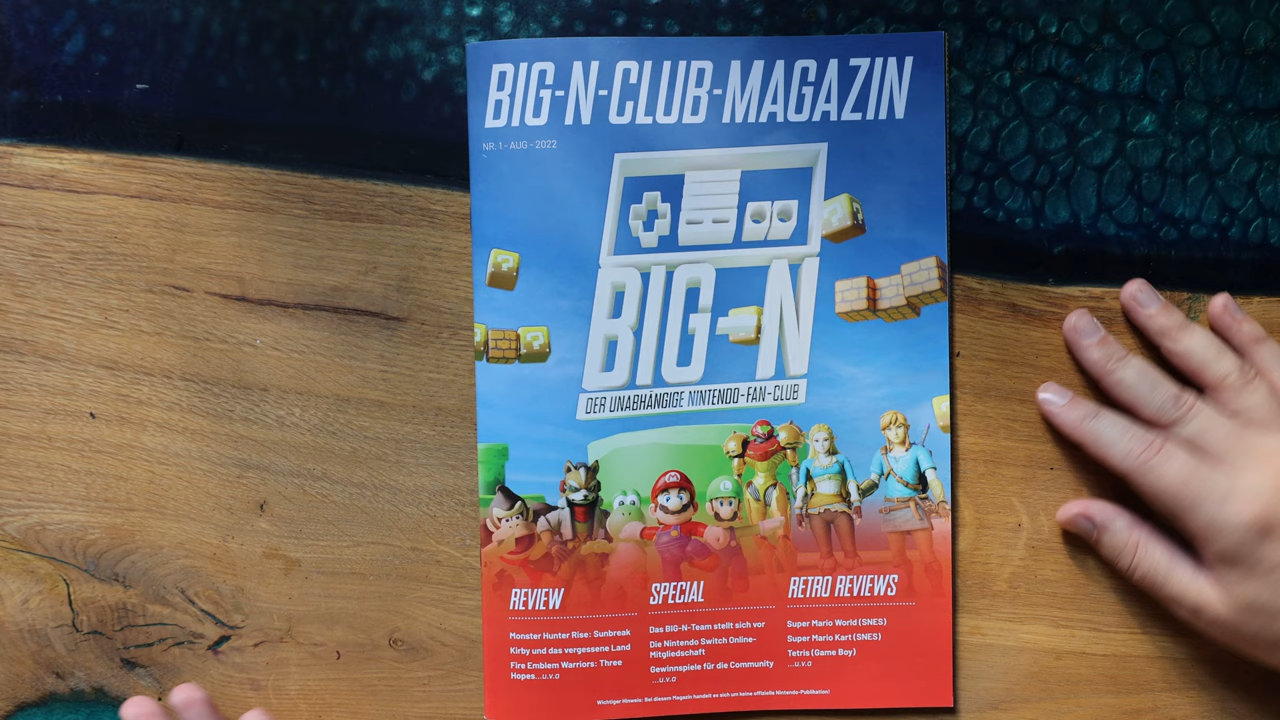 BIG-N-CLUB-MAGAZIN
NR. 1 - AUG - 2022
BIG-N
DER UNABHÄNGIGE NINTENDO-FAN-CLUB
REVIEW
Monster Hunter Rise: Sunbreak
Kirby und das vergessene Land
Fire Emblem Warriors: Three
Hopes...u.v.a
SPECIAL
Das BIG-N-Team stellt sich vor
Die Nintendo Switch Online-
Mitgliedschaft
Gewinnspiele für die Community
...u.v.a
RETRO REVIEWS
Super Mario World (SNES)
Super Mario Kart (SNES)
Tetris (Game Boy)
...u.v.a
Wichtiger Hinweis: Bei diesem Magazin handelt es sich um keine offizielle Nintendo-Publikation!